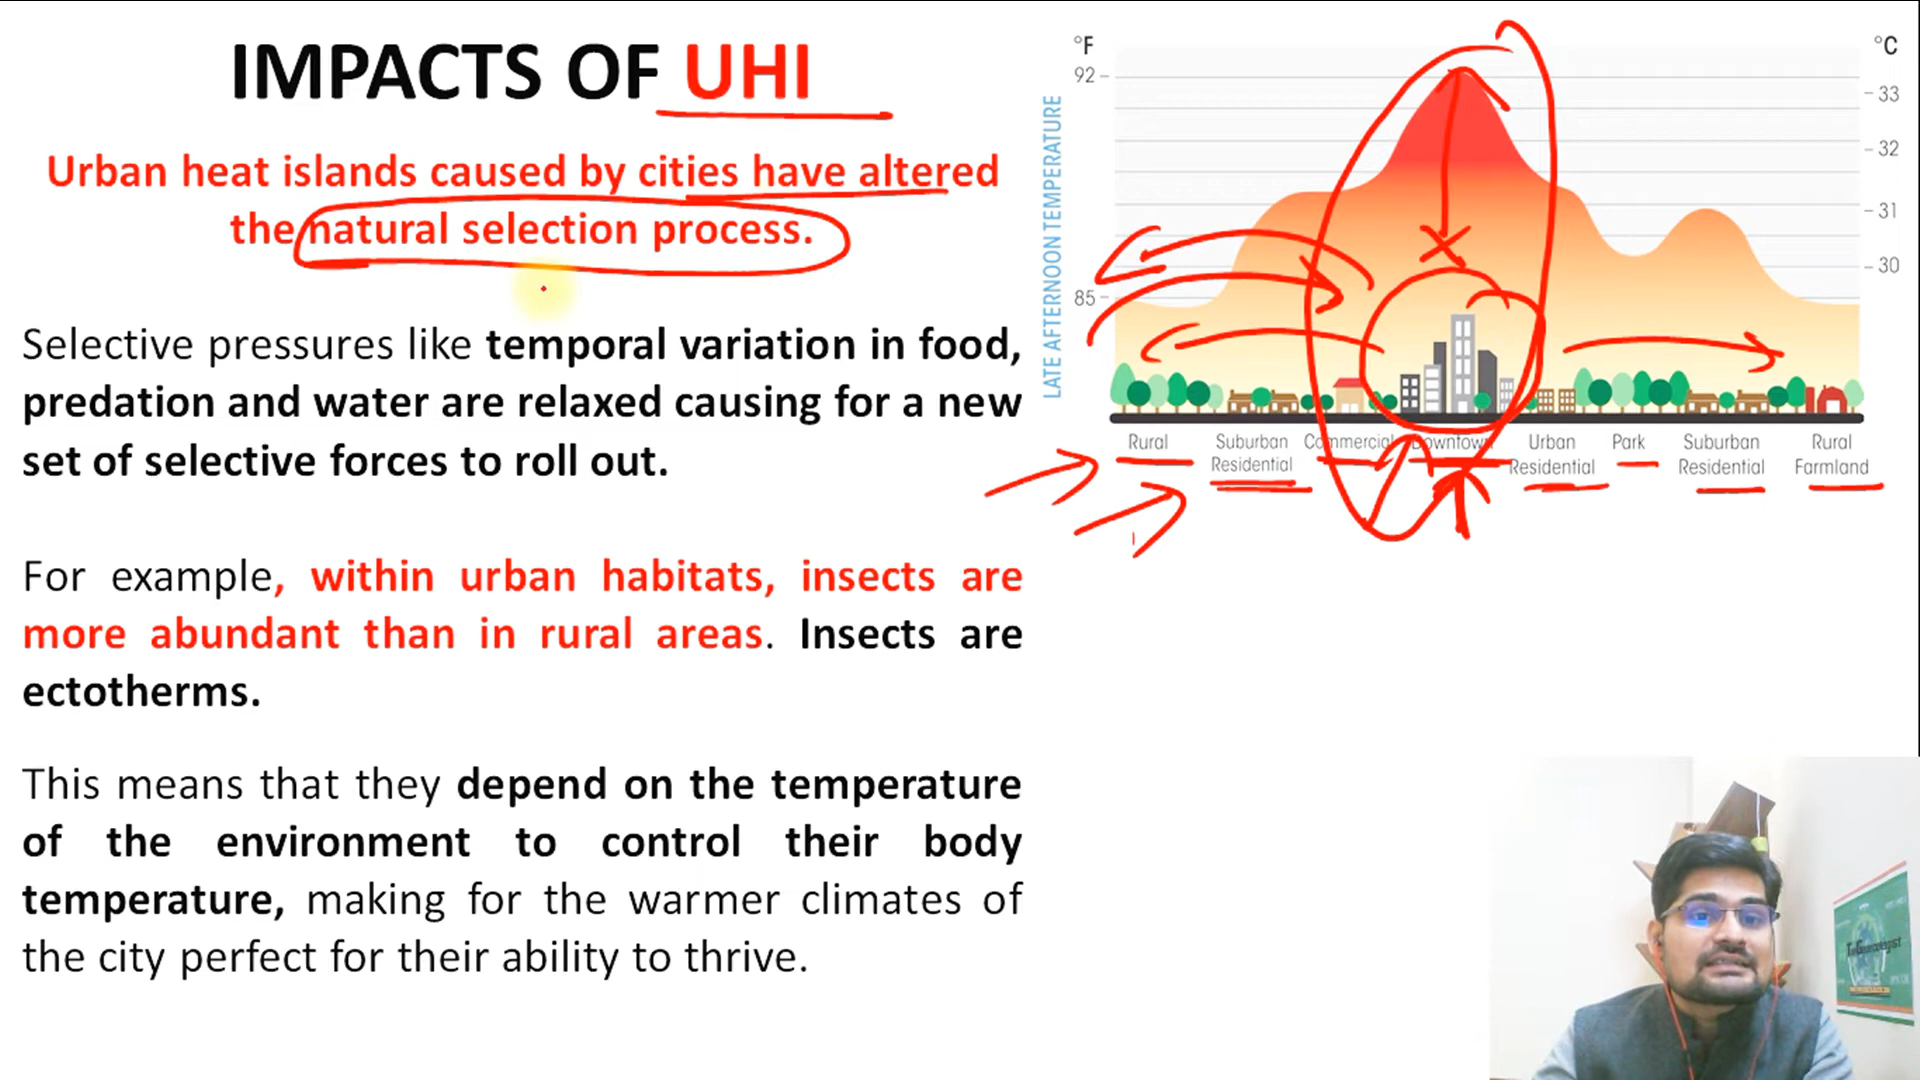 IMPACTS OF UHI
Urban heat islands caused by cities have altered
the natural selection process.
Selective pressures like temporal variation in food,
predation and water are relaxed causing for a new
set of selective forces to roll out.
For example, within urban habitats, insects are
more abundant than in rural areas. Insects are
ectotherms.
This means that they depend on the temperature
of the environment to control their body
temperature, making for the warmer climates of
the city perfect for their ability to thrive.
°F
°C
92
33
32
31
30
85
LATE AFTERNOON TEMPERATURE
Rural
Suburban
Residential
Commercial
Downtown
Urban
Residential
Park
Suburban
Residential
Rural
Farmland